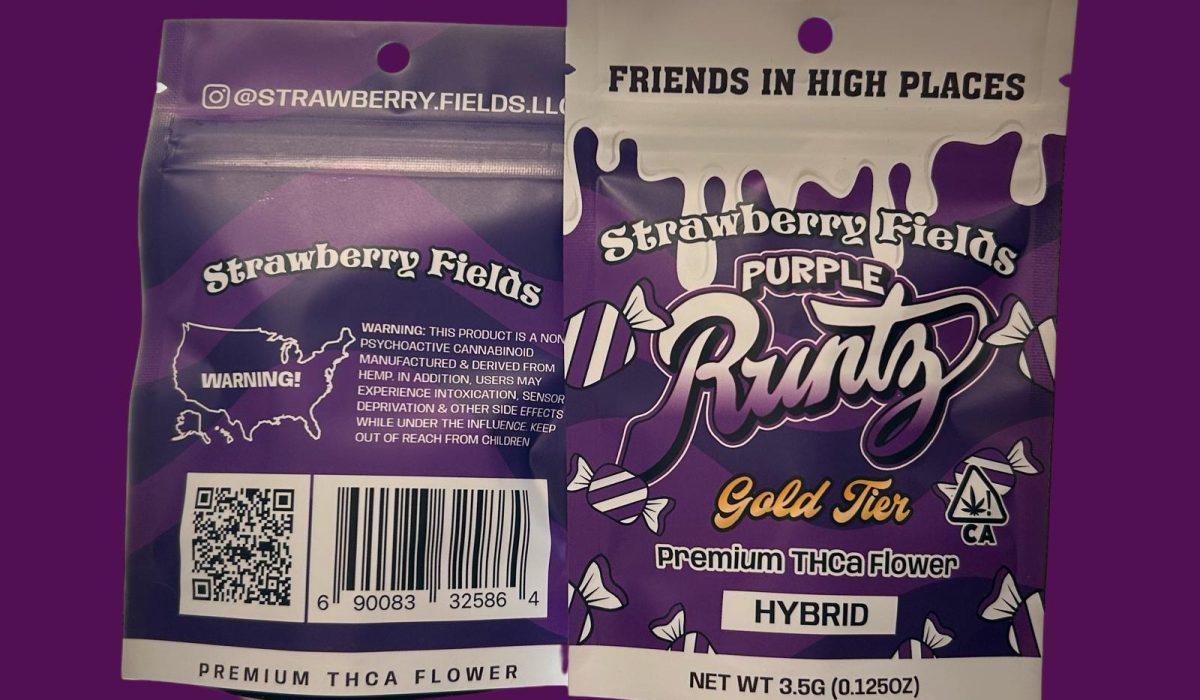 @STRAWBERRY.FIELDS.LLC
Strawberry Fields
WARNING!
WARNING: THIS PRODUCT IS A NON
PSYCHOACTIVE CANNABINOID
MANUFACTURED & DERIVED FROM
HEMP. IN ADDITION, USERS MAY
EXPERIENCE INTOXICATION, SENSOR
DEPRIVATION & OTHER SIDE EFFECTS
WHILE UNDER THE INFLUENCE. KEEP
OUT OF REACH FROM CHILDREN
6 90083 32586 4
PREMIUM THCA FLOWER
FRIENDS IN HIGH PLACES
Strawberry Fields
PURPLE
Runtz
Gold Tier
!
CA
Premium THCa Flower
HYBRID
NET WT 3.5G (0.125OZ)